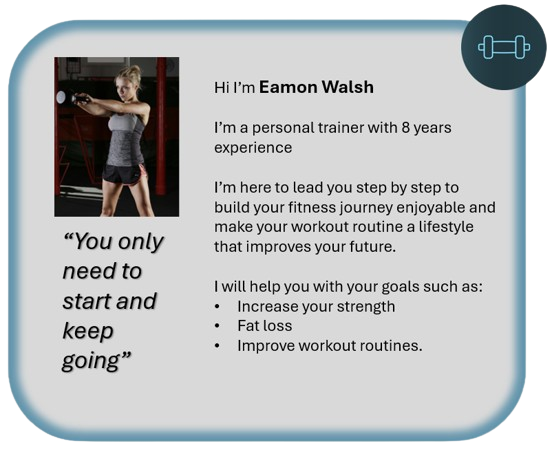 Hi I'm Eamon Walsh
I'm a personal trainer with 8 years
experience
I'm here to lead you step by step to
build your fitness journey enjoyable and
make your workout routine a lifestyle
that improves your future.
I will help you with your goals such as:
• Increase your strength
• Fat loss
• Improve workout routines.
“You only
need to
start and
keep
going”